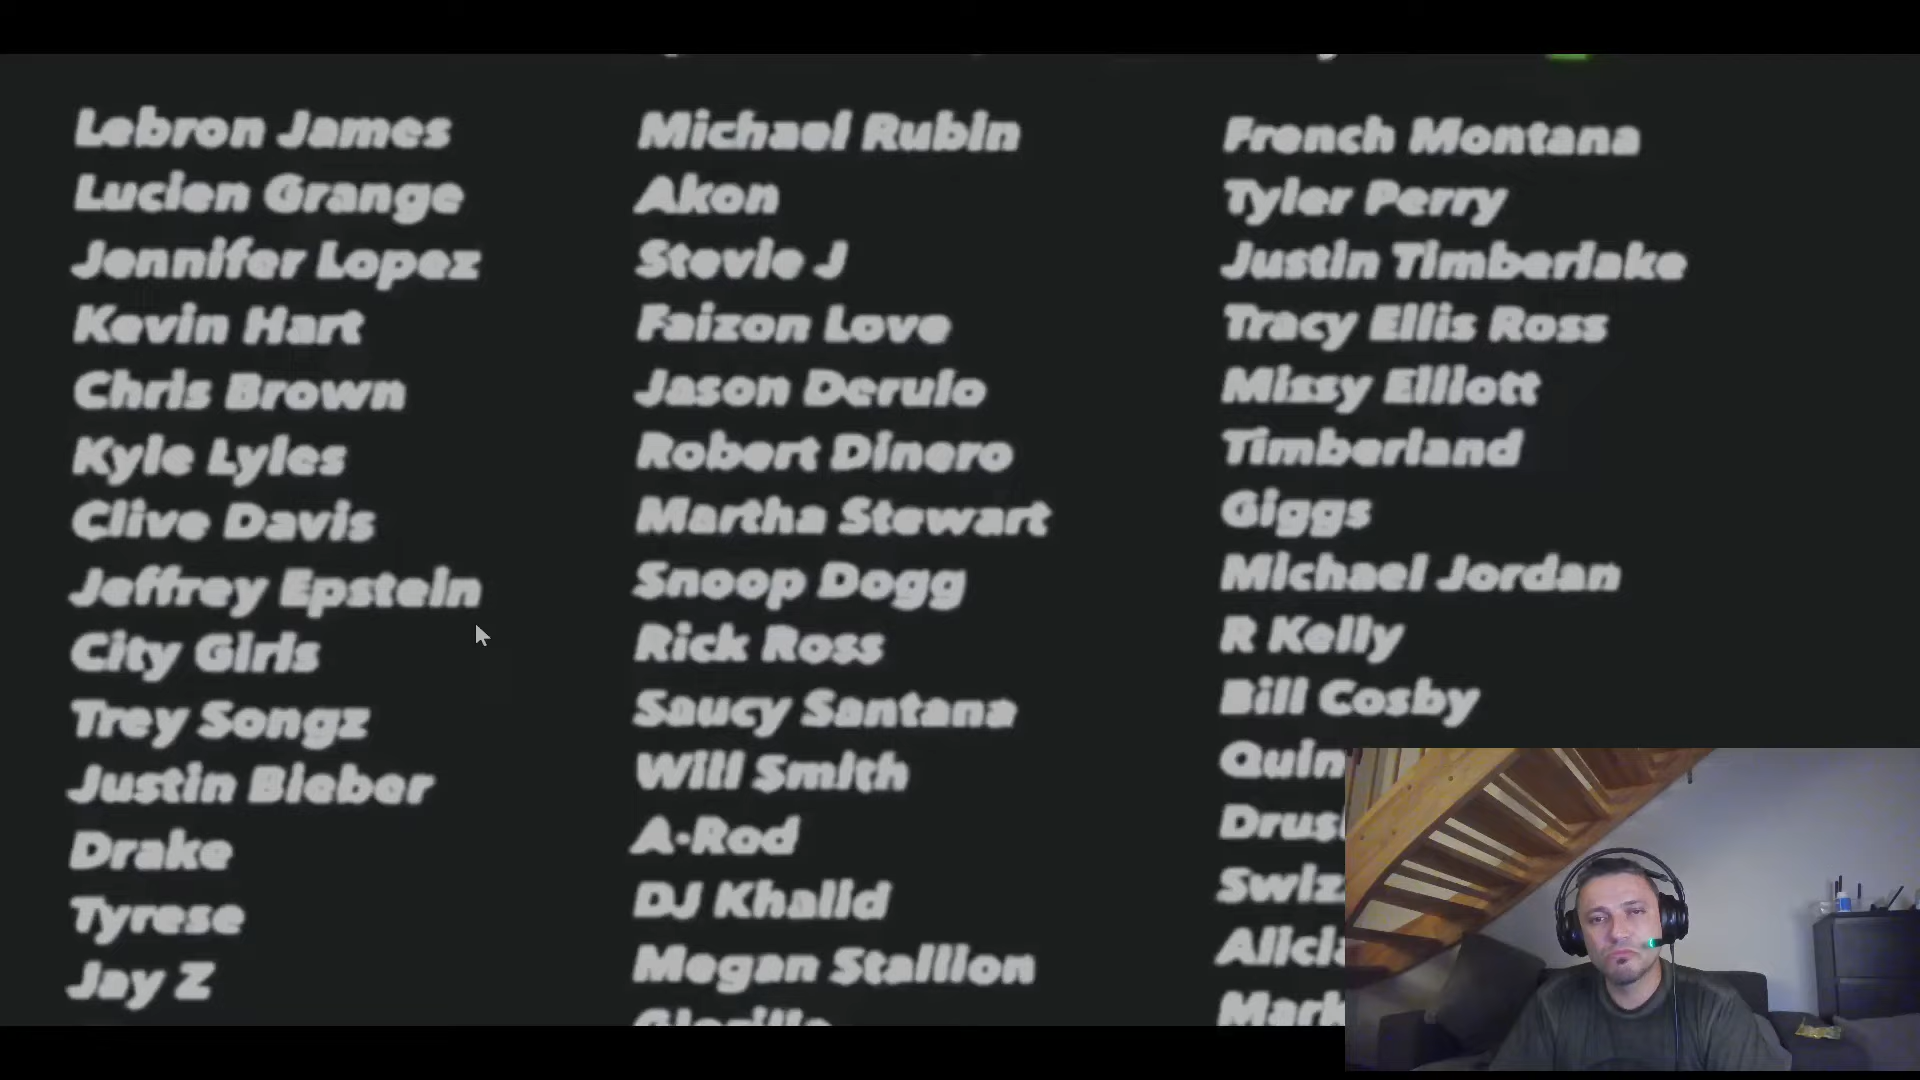 Lebron James
Lucien Grange
Jennifer Lopez
Kevin Hart
Chris Brown
Kyle Lyles
Clive Davis
Jeffrey Epstein
City Girls
Trey Songz
Justin Bieber
Drake
Tyrese
Jay Z
Michael Rubin
Akon
Stevie J
Faizon Love
Jason Derulo
Robert Dinero
Martha Stewart
Snoop Dogg
Rick Ross
Saucy Santana
Will Smith
A-Rod
DJ Khalid
Megan Stallion
French Montana
Tyler Perry
Justin Timberlake
Tracy Ellis Ross
Missy Elliott
Timberland
Giggs
Michael Jordan
R Kelly
Bill Cosby
Quin
Alicia
Mark